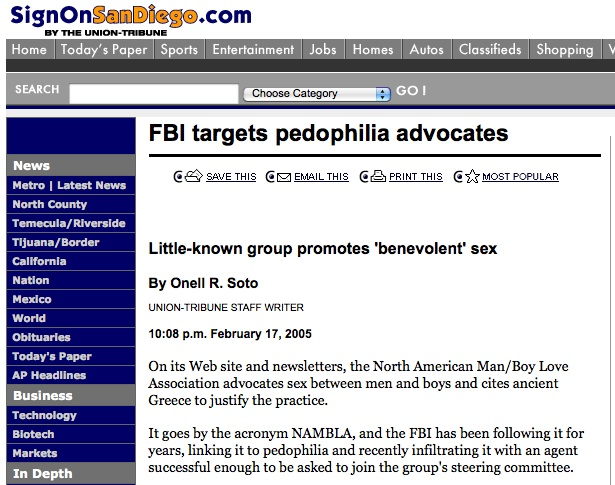 SignOnSanDiego.com
BY THE UNION-TRIBUNE
Home Today's Paper Sports Entertainment Jobs Homes Autos Classifieds Shopping
SEARCH Choose Category GO !
FBI targets pedophilia advocates
SAVE THIS EMAIL THIS PRINT THIS MOST POPULAR
News
Metro | Latest News
North County
Temecula/Riverside
Tijuana/Border
California
Nation
Mexico
World
Obituaries
Today's Paper
AP Headlines
Business
Technology
Biotech
Markets
In Depth
Little-known group promotes 'benevolent' sex
By Onell R. Soto
UNION-TRIBUNE STAFF WRITER
10:08 p.m. February 17, 2005
On its Web site and newsletters, the North American Man/Boy Love
Association advocates sex between men and boys and cites ancient
Greece to justify the practice.
It goes by the acronym NAMBLA, and the FBI has been following it for
years, linking it to pedophilia and recently infiltrating it with an agent
successful enough to be asked to join the group's steering committee.